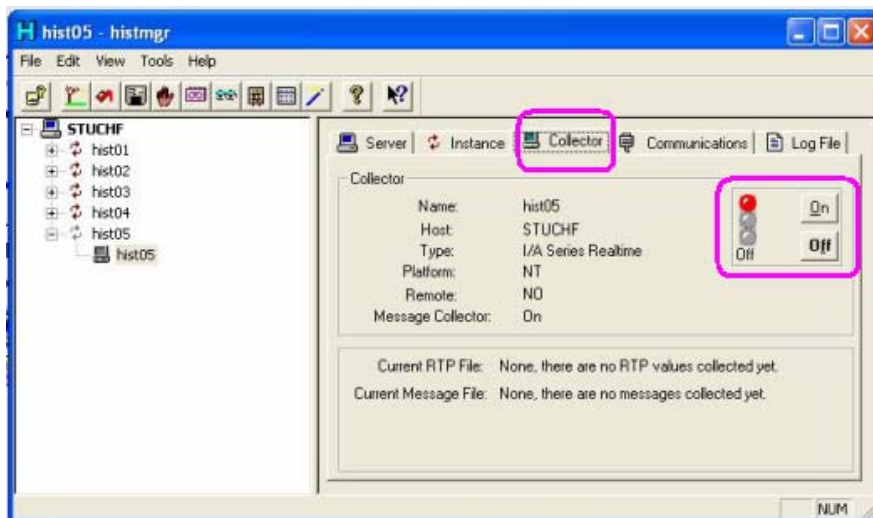 hist05 - histmgr
File Edit View Tools Help
STUCHF
hist01
hist02
hist03
hist04
hist05
hist05
Server Instance Collector Communications Log File
Collector
Name: hist05
Host: STUCHF
Type: I/A Series Realtime
Platform: NT
Remote: NO
Message Collector: On
Off
On
Off
Current RTP File: None, there are no RTP values collected yet.
Current Message File: None, there are no messages collected yet.
NUM